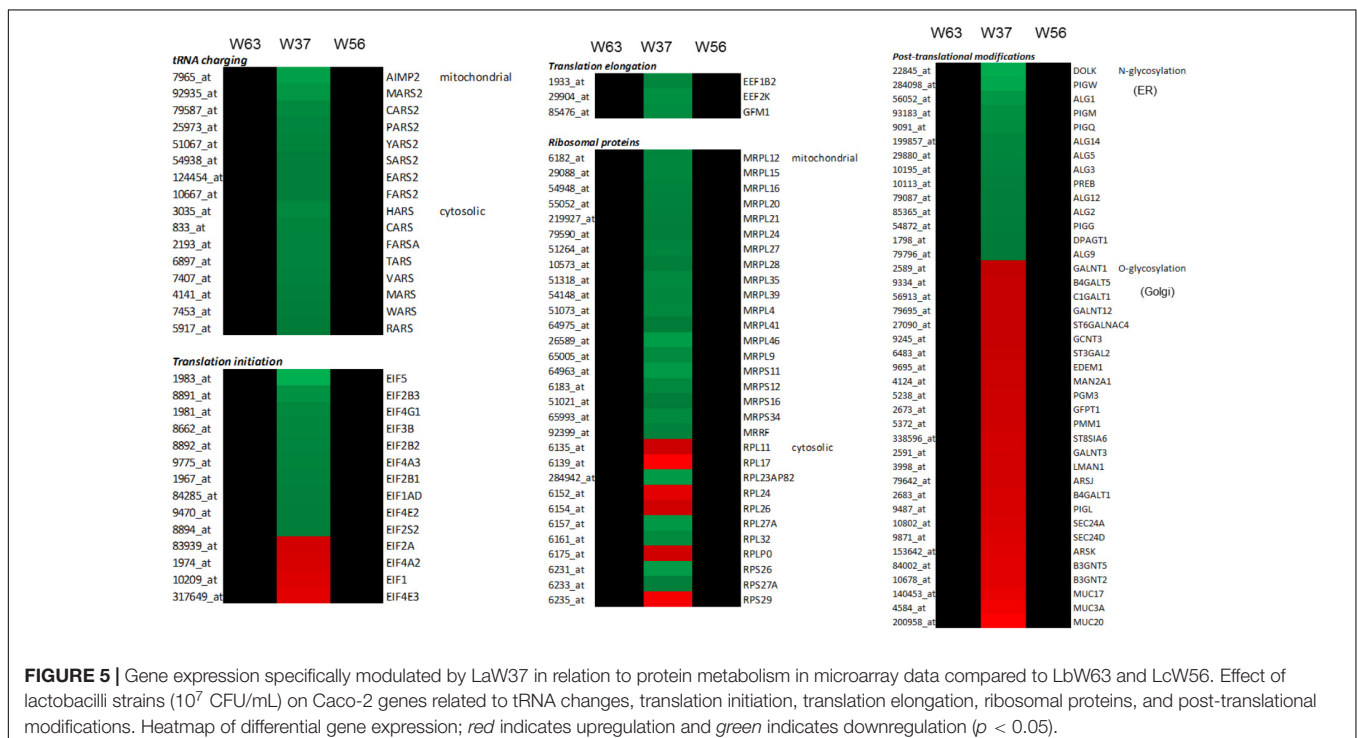 W63 W37 W56
tRNA charging
7965_at AIMP2 mitochondrial
92935_at MARS2
79587_at CARS2
25973_at PARS2
51067_at YARS2
54938_at SARS2
124454_at EARS2
10667_at FARS2
3035_at HARS cytosolic
833_at CARS
2193_at FARSA
6897_at TARS
7407_at VARS
4141_at MARS
7453_at WARS
5917_at RARS
Translation initiation
1983_at EIF5
8891_at EIF2B3
1981_at EIF4G1
8662_at EIF3B
8892_at EIF2B2
9775_at EIF4A3
1967_at EIF2B1
84285_at EIF1AD
9470_at EIF4E2
8894_at EIF2S2
83939_at EIF2A
1974_at EIF4A2
10209_at EIF1
317649_at EIF4E3
W63 W37 W56
Translation elongation
1933_at EEF1B2
29904_at EEF2K
85476_at GFM1
Ribosomal proteins
6182_at MRPL12 mitochondrial
29088_at MRPL15
54948_at MRPL16
55052_at MRPL20
219927_at MRPL21
79590_at MRPL24
51264_at MRPL27
10573_at MRPL28
51318_at MRPL35
54148_at MRPL39
51073_at MRPL4
64975_at MRPL41
26589_at MRPL46
65005_at MRPL9
64963_at MRPS11
6183_at MRPS12
51021_at MRPS16
65993_at MRPS34
92399_at MRRF
6135_at RPL11 cytosolic
6139_at RPL17
284942_at RPL23AP82
6152_at RPL24
6154_at RPL26
6157_at RPL27A
6161_at RPL32
6175_at RPLP0
6231_at RPS26
6233_at RPS27A
6235_at RPS29
W63 W37 W56
Post-translational modifications
22845_at DOLK N-glycosylation
284098_at PIGW (ER)
56052_at ALG1
93183_at PIGM
9091_at PIGQ
199857_at ALG14
29880_at ALG5
10195_at ALG3
10113_at PREB
79087_at ALG12
85365_at ALG2
54872_at PIGG
1798_at DPAGT1
79796_at ALG9
2589_at GALNT1 O-glycosylation
9334_at B4GALT5
56913_at C1GALT1 (Golgi)
79695_at GALNT12
27090_at ST6GALNAC4
9245_at GCNT3
6483_at ST3GAL2
9695_at EDEM1
4124_at MAN2A1
5238_at PGM3
2673_at GFPT1
5372_at PMM1
338596_at ST8SIA6
2591_at GALNT3
3998_at LMAN1
79642_at ARSJ
2683_at B4GALT1
9487_at PIGL
10802_at SEC24A
9871_at SEC24D
153642_at ARSK
84002_at B3GNT5
10678_at B3GNT2
140453_at MUC17
4584_at MUC3A
200958_at MUC20
FIGURE 5 | Gene expression specifically modulated by LaW37 in relation to protein metabolism in microarray data compared to LbW63 and LcW56. Effect of
lactobacilli strains (10⁷ CFU/mL) on Caco-2 genes related to tRNA changes, translation initiation, translation elongation, ribosomal proteins, and post-translational
modifications. Heatmap of differential gene expression; red indicates upregulation and green indicates downregulation (p < 0.05).